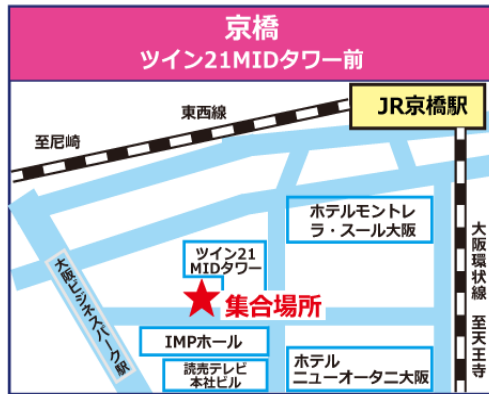 京橋
ツイン21MIDタワー前
JR京橋駅
東西線
至尼崎
ホテルモントレ
ラ・スール大阪
大阪環状線 至天王寺
ツイン21
MIDタワー
大阪ビジネスパーク駅
集合場所
IMPホール
読売テレビ
本社ビル
ホテル
ニューオータニ大阪